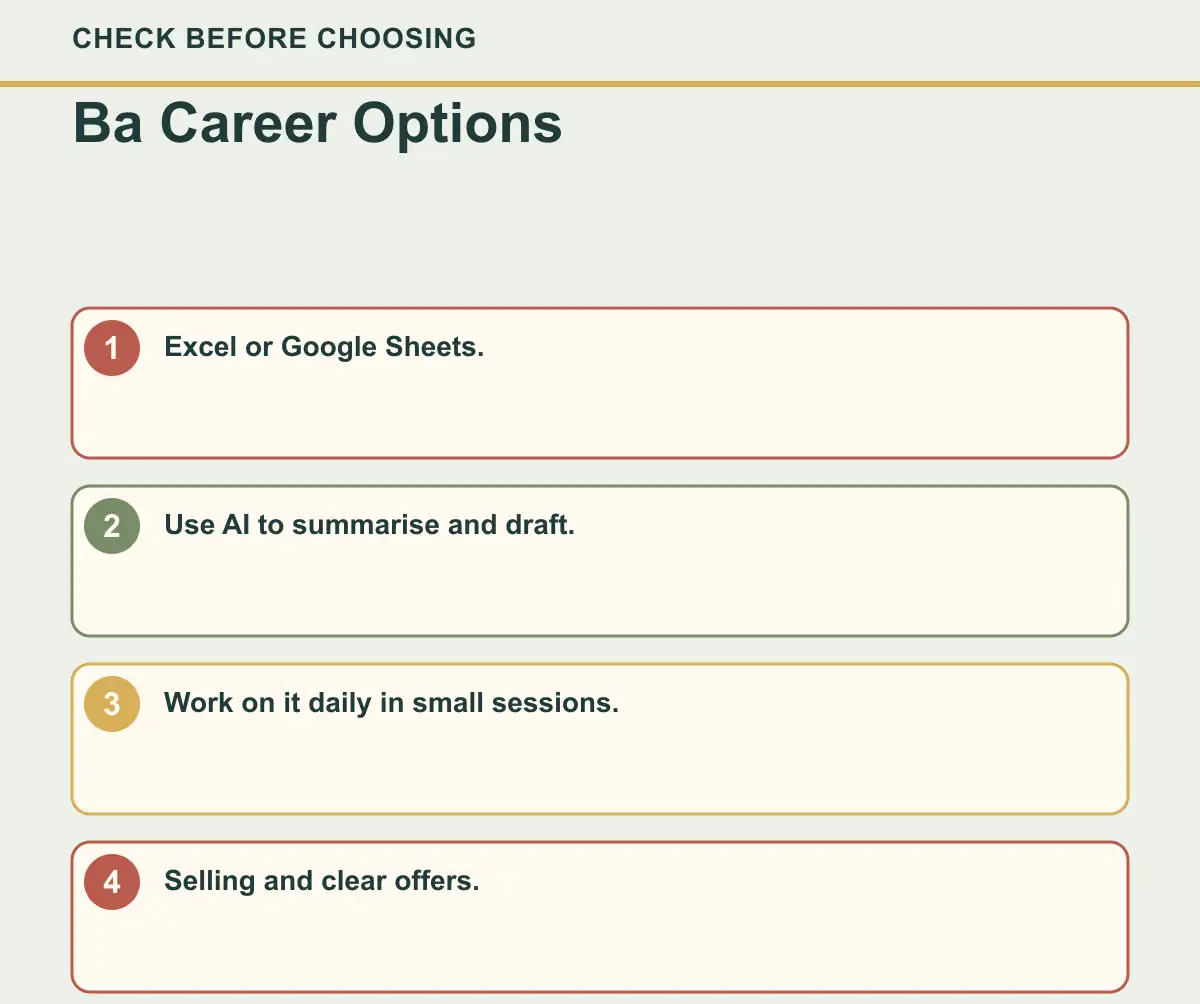 CHECK BEFORE CHOOSING
Ba Career Options
1 Excel or Google Sheets.
2 Use AI to summarise and draft.
3 Work on it daily in small sessions.
4 Selling and clear offers.